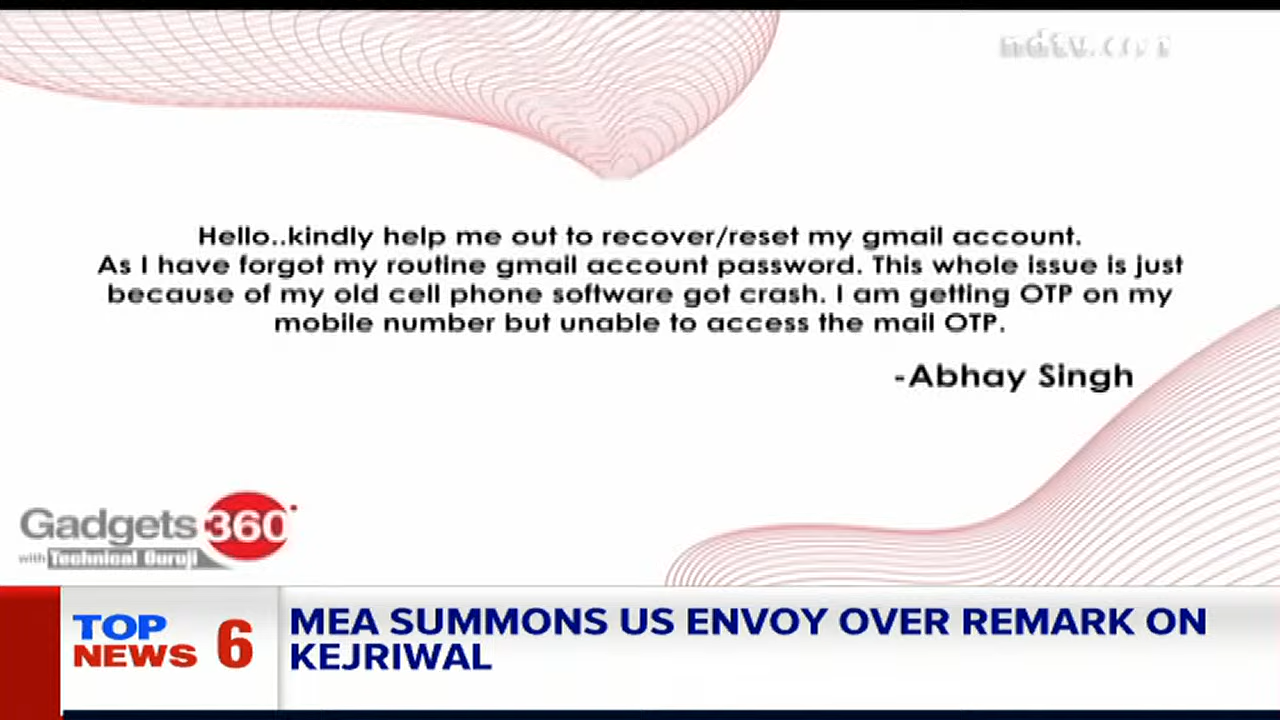 ndtv.com
Hello..kindly help me out to recover/reset my gmail account.
As I have forgot my routine gmail account password. This whole issue is just
because of my old cell phone software got crash. I am getting OTP on my
mobile number but unable to access the mail OTP.
-Abhay Singh
Gadgets 360°
with Technical Guruji
TOP NEWS 6
MEA SUMMONS US ENVOY OVER REMARK ON
KEJRIWAL